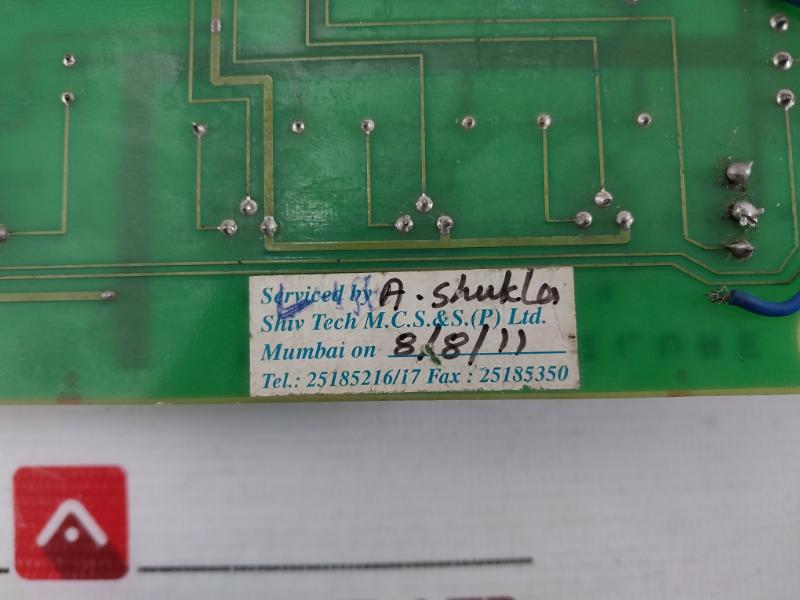 Serviced by A. Shukla
Shiv Tech M.C.S.&S.(P) Ltd.
Mumbai on 8/8/11
Tel.: 25185216/17 Fax : 25185350